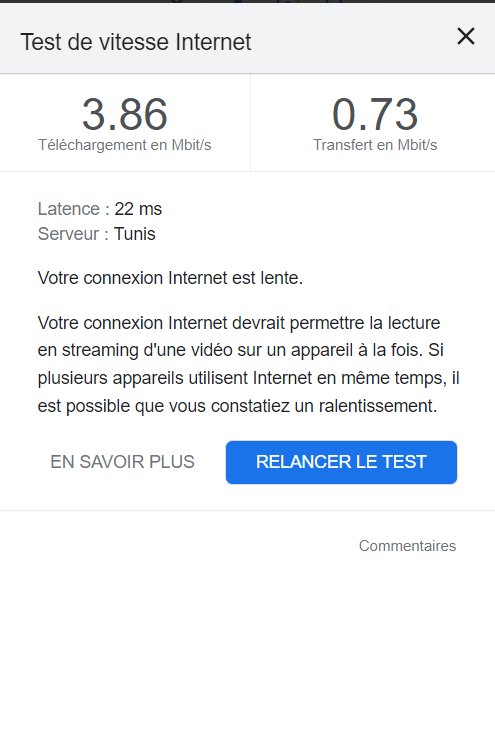 Test de vitesse Internet
3.86
Téléchargement en Mbit/s
0.73
Transfert en Mbit/s
Latence : 22 ms
Serveur : Tunis
Votre connexion Internet est lente.
Votre connexion Internet devrait permettre la lecture
en streaming d'une vidéo sur un appareil à la fois. Si
plusieurs appareils utilisent Internet en même temps, il
est possible que vous constatiez un ralentissement.
EN SAVOIR PLUS
RELANCER LE TEST
Commentaires